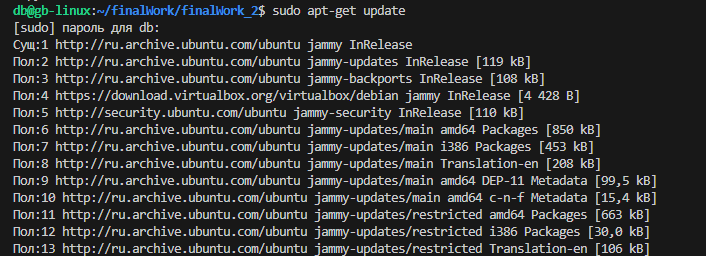 db@gb-linux:~/finalWork/finalWork_2$ sudo apt-get update
[sudo] пароль для db:
Сущ:1 http://ru.archive.ubuntu.com/ubuntu jammy InRelease
Пол:2 http://ru.archive.ubuntu.com/ubuntu jammy-updates InRelease [119 kB]
Пол:3 http://ru.archive.ubuntu.com/ubuntu jammy-backports InRelease [108 kB]
Пол:4 https://download.virtualbox.org/virtualbox/debian jammy InRelease [4 428 B]
Пол:5 http://security.ubuntu.com/ubuntu jammy-security InRelease [110 kB]
Пол:6 http://ru.archive.ubuntu.com/ubuntu jammy-updates/main amd64 Packages [850 kB]
Пол:7 http://ru.archive.ubuntu.com/ubuntu jammy-updates/main i386 Packages [453 kB]
Пол:8 http://ru.archive.ubuntu.com/ubuntu jammy-updates/main Translation-en [208 kB]
Пол:9 http://ru.archive.ubuntu.com/ubuntu jammy-updates/main amd64 DEP-11 Metadata [99,5 kB]
Пол:10 http://ru.archive.ubuntu.com/ubuntu jammy-updates/main amd64 c-n-f Metadata [15,4 kB]
Пол:11 http://ru.archive.ubuntu.com/ubuntu jammy-updates/restricted amd64 Packages [663 kB]
Пол:12 http://ru.archive.ubuntu.com/ubuntu jammy-updates/restricted i386 Packages [30,0 kB]
Пол:13 http://ru.archive.ubuntu.com/ubuntu jammy-updates/restricted Translation-en [106 kB]